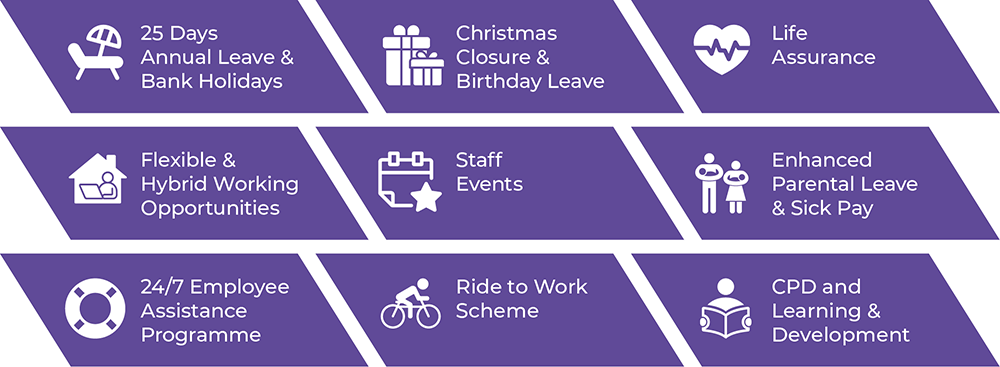 25 Days
Annual Leave &
Bank Holidays
Christmas
Closure &
Birthday Leave
Life
Assurance
Flexible &
Hybrid Working
Opportunities
Staff
Events
Enhanced
Parental Leave
& Sick Pay
24/7 Employee
Assistance
Programme
Ride to Work
Scheme
CPD and
Learning &
Development